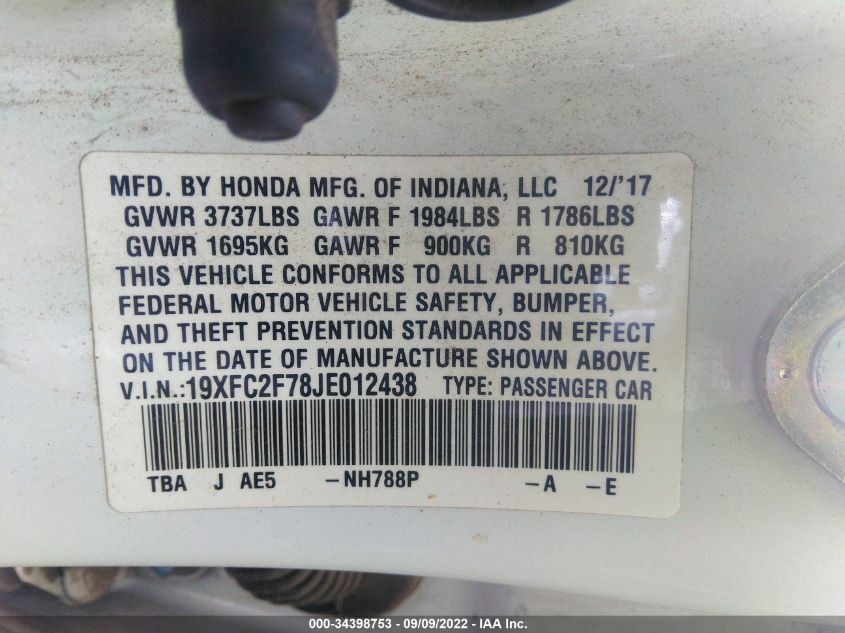 MFD. BY HONDA MFG. OF INDIANA, LLC 12/'17
GVWR 3737LBS GAWR F 1984LBS R 1786LBS
GVWR 1695KG GAWR F 900KG R 810KG
THIS VEHICLE CONFORMS TO ALL APPLICABLE
FEDERAL MOTOR VEHICLE SAFETY, BUMPER,
AND THEFT PREVENTION STANDARDS IN EFFECT
ON THE DATE OF MANUFACTURE SHOWN ABOVE.
V.I.N.:19XFC2F78JE012438 TYPE: PASSENGER CAR
TBA J AE5 -NH788P -A -E
000-34398753 - 09/09/2022 - IAA Inc.